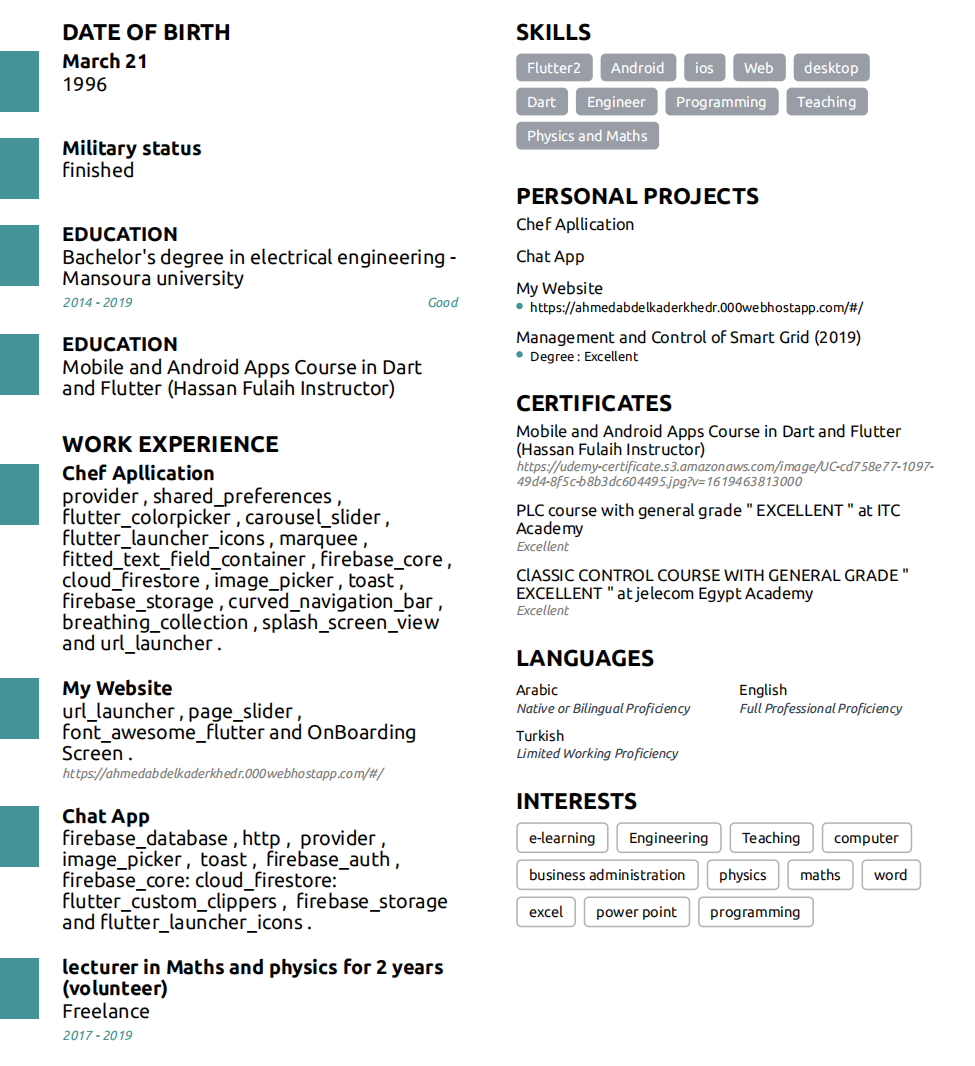 DATE OF BIRTH
March 21
1996
Military status
finished
EDUCATION
Bachelor's degree in electrical engineering -
Mansoura university
2014 - 2019 Good
EDUCATION
Mobile and Android Apps Course in Dart
and Flutter (Hassan Fulaih Instructor)
WORK EXPERIENCE
Chef Apllication
provider , shared_preferences ,
flutter_colorpicker , carousel_slider ,
flutter_launcher_icons , marquee ,
fitted_text_field_container , firebase_core ,
cloud_firestore , image_picker , toast ,
firebase_storage , curved_navigation_bar ,
breathing_collection , splash_screen_view
and url_launcher .
My Website
url_launcher , page_slider ,
font_awesome_flutter and OnBoarding
Screen .
https://ahmedabdelkaderkhedr.000webhostapp.com/#/
Chat App
firebase_database , http ,  provider ,
image_picker ,  toast ,  firebase_auth ,
firebase_core: cloud_firestore:
flutter_custom_clippers ,  firebase_storage
and flutter_launcher_icons .
lecturer in Maths and physics for 2 years
(volunteer)
Freelance
2017 - 2019
SKILLS
Flutter2 Android ios Web desktop
Dart Engineer Programming Teaching
Physics and Maths
PERSONAL PROJECTS
Chef Apllication
Chat App
My Website
https://ahmedabdelkaderkhedr.000webhostapp.com/#/
Management and Control of Smart Grid (2019)
Degree : Excellent
CERTIFICATES
Mobile and Android Apps Course in Dart and Flutter
(Hassan Fulaih Instructor)
https://udemy-certificate.s3.amazonaws.com/image/UC-cd758e77-1097-
49d4-8f5c-b8b3dc604495.jpg?v=1619463813000
PLC course with general grade " EXCELLENT " at ITC
Academy
Excellent
ClASSIC CONTROL COURSE WITH GENERAL GRADE "
EXCELLENT " at jelecom Egypt Academy
Excellent
LANGUAGES
Arabic English
Native or Bilingual Proficiency Full Professional Proficiency
Turkish
Limited Working Proficiency
INTERESTS
e-learning Engineering Teaching computer
business administration physics maths word
excel power point programming